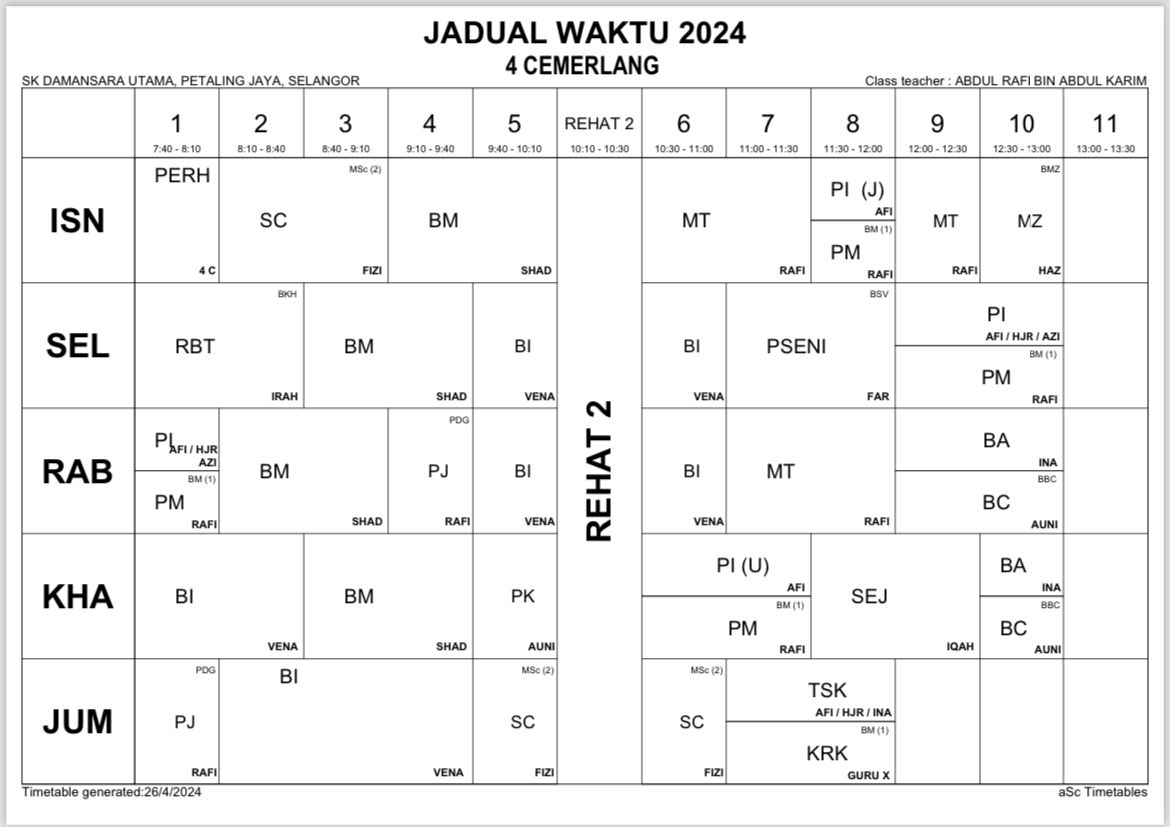 JADUAL WAKTU 2024
4 CEMERLANG
SK DAMANSARA UTAMA, PETALING JAYA, SELANGOR
Class teacher : ABDUL RAFI BIN ABDUL KARIM
1 2 3 4 5 REHAT 2 6 7 8 9 10 11
7:40 - 8:10 8:10 - 8:40 8:40 - 9:10 9:10 - 9:40 9:40 - 10:10 10:10 - 10:30 10:30 - 11:00 11:00 - 11:30 11:30 - 12:00 12:00 - 12:30 12:30 - 13:00 13:00 - 13:30
ISN
PERH
4 C
MSc (2)
SC
FIZI
BM
SHAD
REHAT 2
MT
RAFI
PI (J)
AFI
BM (1)
PM
RAFI
MT
RAFI
BMZ
MZ
HAZ
SEL
BKH
RBT
IRAH
BM
SHAD
BI
VENA
BI
VENA
BSV
PSENI
FAR
PI
AFI / HJR / AZI
BM (1)
PM
RAFI
RAB
PI
AFI / HJR
AZI
BM (1)
PM
RAFI
BM
SHAD
PDG
PJ
RAFI
BI
VENA
BI
VENA
MT
RAFI
BA
INA
BBC
BC
AUNI
KHA
BI
VENA
BM
SHAD
PK
AUNI
PI (U)
AFI
BM (1)
PM
RAFI
SEJ
IQAH
BA
INA
BBC
BC
AUNI
JUM
PDG
PJ
RAFI
BI
VENA
MSc (2)
SC
FIZI
MSc (2)
SC
FIZI
TSK
AFI / HJR / INA
BM (1)
KRK
GURU X
Timetable generated:26/4/2024
aSc Timetables